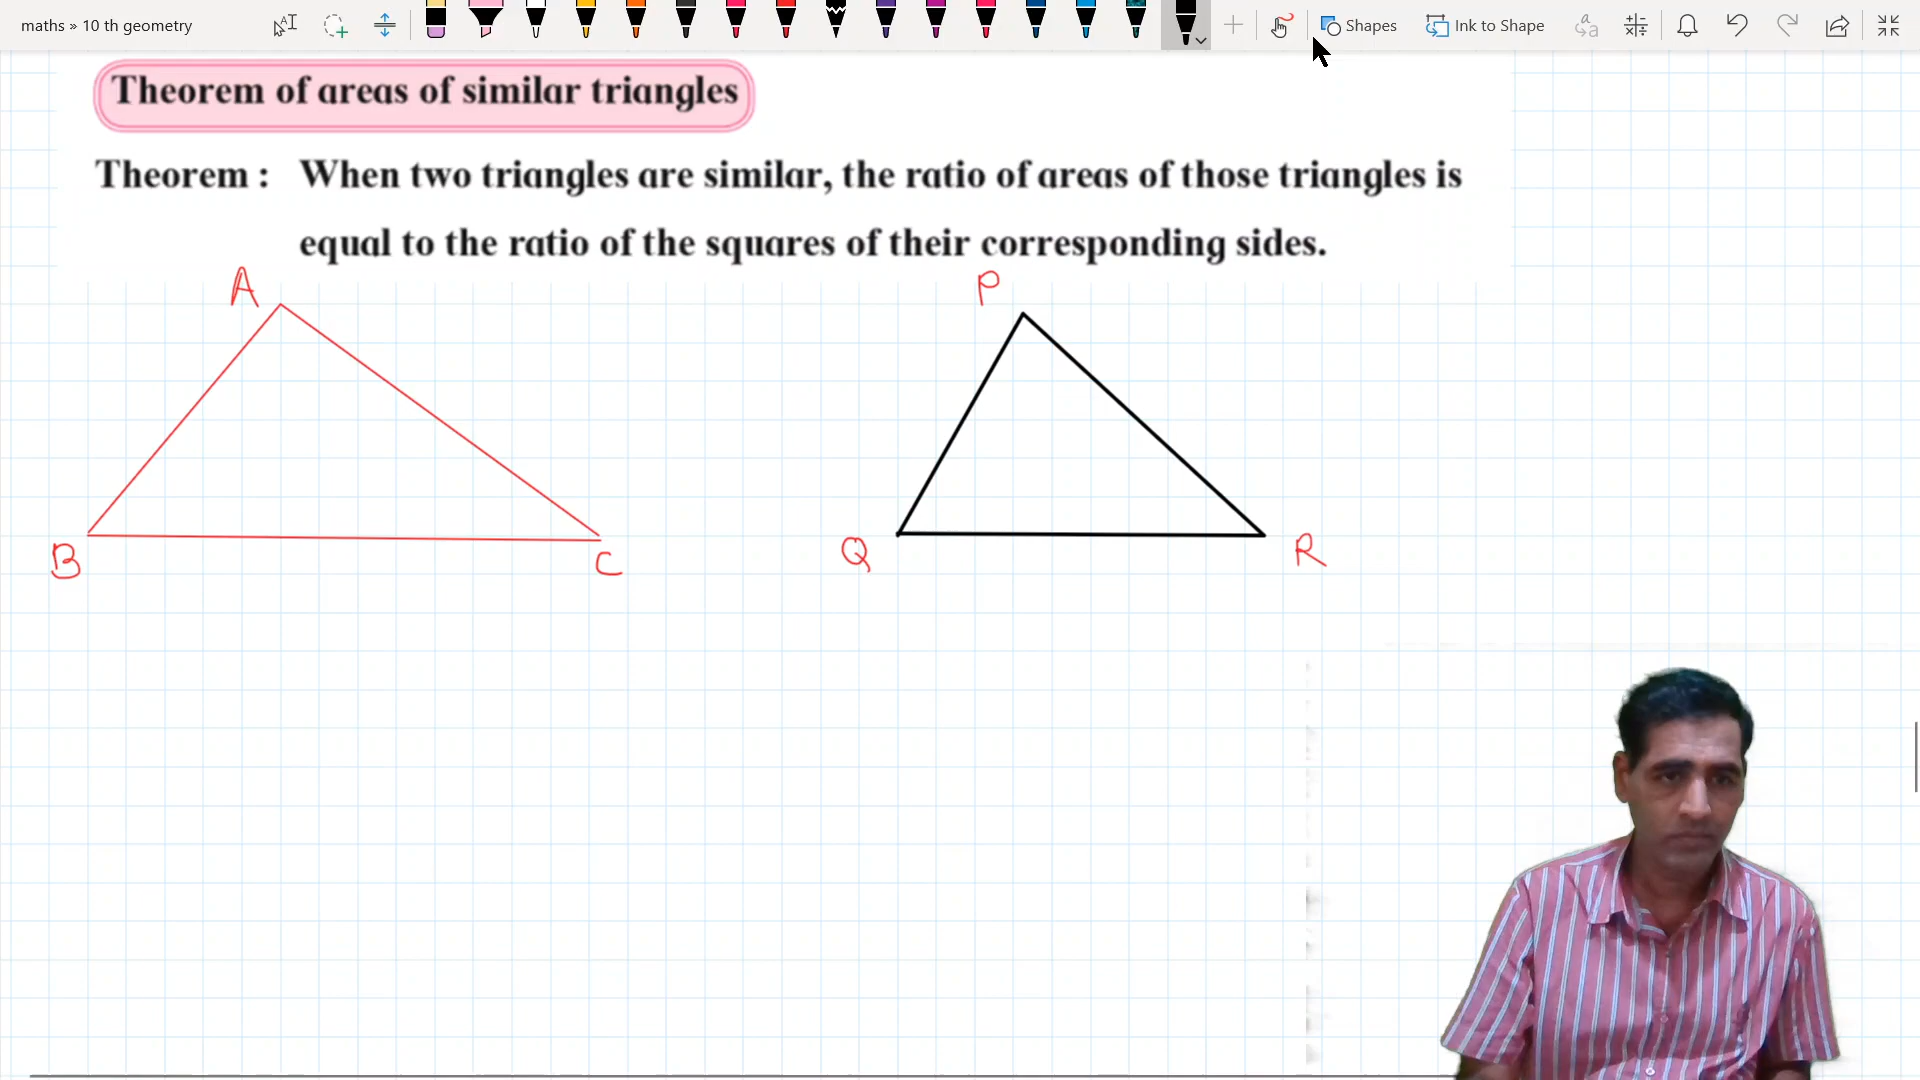 maths » 10 th geometry
Shapes
Ink to Shape
Theorem of areas of similar triangles
Theorem : When two triangles are similar, the ratio of areas of those triangles is
equal to the ratio of the squares of their corresponding sides.
A
P
B
C
Q
R